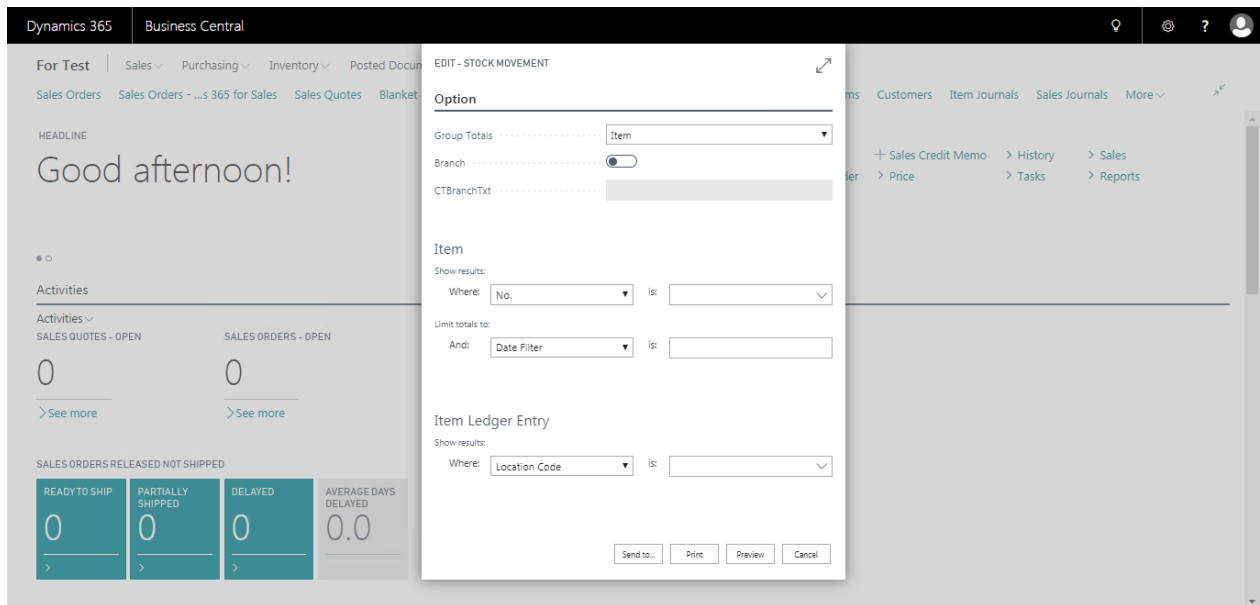 Dynamics 365 Business Central ?
For Test Sales Purchasing Inventory Posted Docum
Sales Orders Sales Orders - ...s 365 for Sales Sales Quotes Blanket ms Customers Item Journals Sales Journals More
HEADLINE
Good afternoon!
+ Sales Credit Memo > History > Sales
der > Price > Tasks > Reports
Activities
Activities
SALES QUOTES - OPEN SALES ORDERS - OPEN
0 0
>See more >See more
SALES ORDERS RELEASED NOT SHIPPED
READY TO SHIP PARTIALLY SHIPPED DELAYED AVERAGE DAYS DELAYED
0 0 0 0.0
> > >
EDIT - STOCK MOVEMENT
Option
Group Totals Item
Branch
CTBranchTxt
Item
Show results:
Where: No. is:
Limit totals to:
And: Date Filter is:
Item Ledger Entry
Show results:
Where: Location Code is:
Send to... Print Preview Cancel